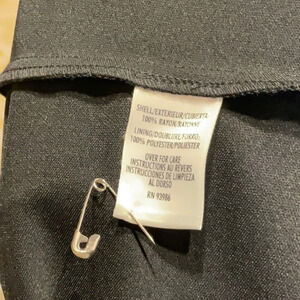 SHELL/EXTERIEUR/CUBIERTA
100% RAYON/RAYONNE
LINING/DOUBLURE/FORRO:
100% POLYESTER/POLIESTER
OVER FOR CARE
INSTRUCTIONS AU REVERS
INSTRUCCIONES DE LIMPIEZA
AL DORSO
RN 93986